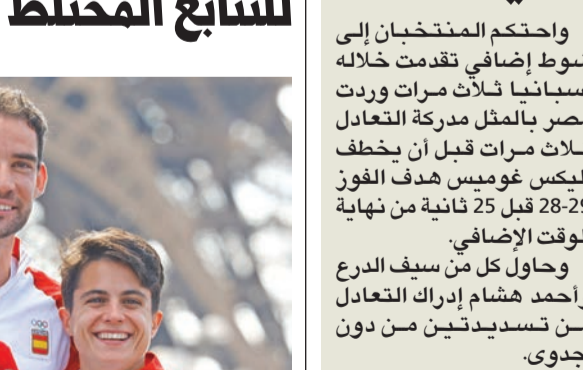 للتتابع المختلط
واحتكم المنتخبان إلى
شوط إضافي تقدمت خلاله
إسبانيا ثلاث مرات وردت
مصر بالمثل مدركة التعادل
ثلاث مرات قبل أن يخطف
أليكس غوميس هدف الفوز
29-28 قبل 25 ثانية من نهاية
الوقت الإضافي.
وحاول كل من سيف الدرع
وأحمد هشام إدراك التعادل
من تسديدتين من دون
جدوى.